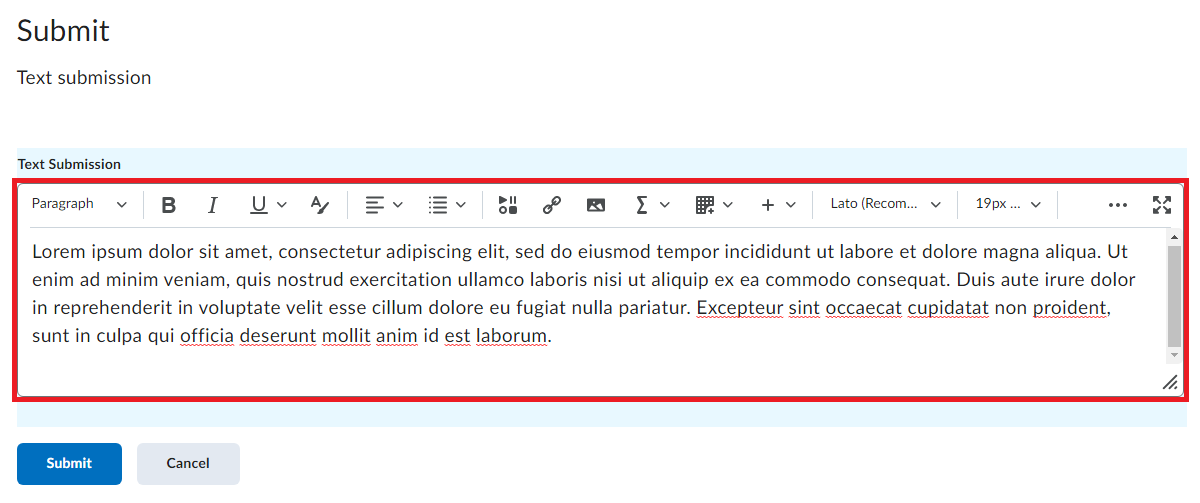 Submit
Text submission
Text Submission
Paragraph B I U A Σ + Lato (Recom... 19px ... ...
Lorem ipsum dolor sit amet, consectetur adipiscing elit, sed do eiusmod tempor incididunt ut labore et dolore magna aliqua. Ut
enim ad minim veniam, quis nostrud exercitation ullamco laboris nisi ut aliquip ex ea commodo consequat. Duis aute irure dolor
in reprehenderit in voluptate velit esse cillum dolore eu fugiat nulla pariatur. Excepteur sint occaecat cupidatat non proident,
sunt in culpa qui officia deserunt mollit anim id est laborum.
Submit Cancel